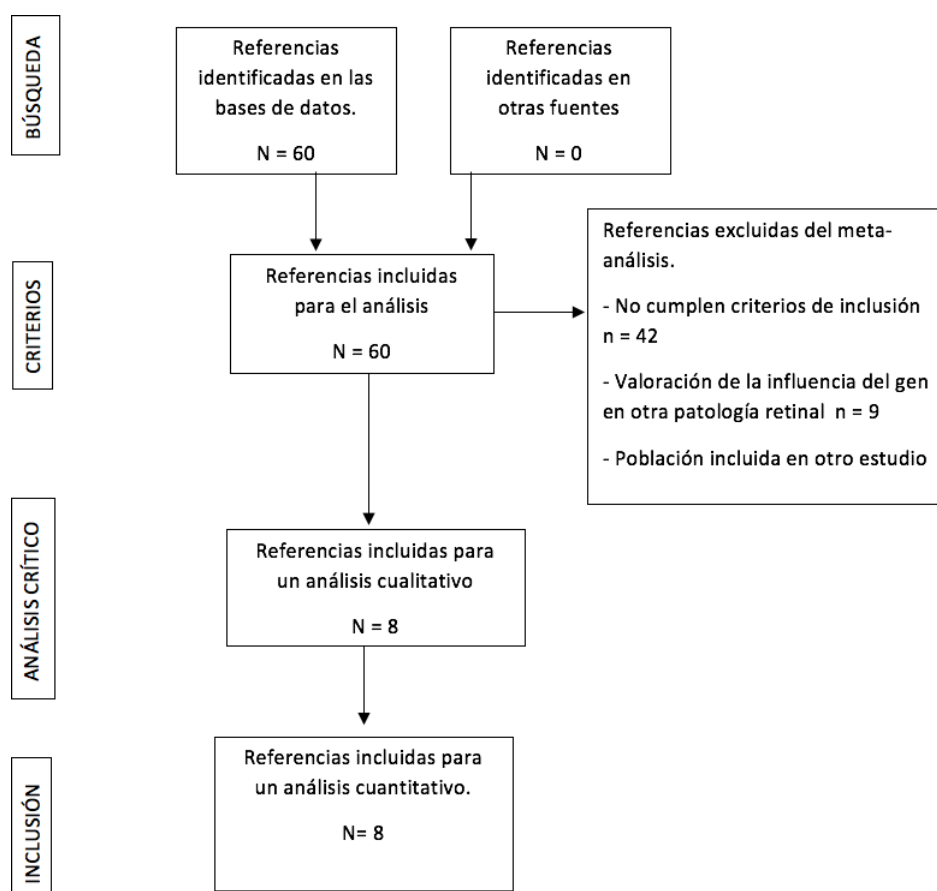 BÚSQUEDA
Referencias
identificadas en las
bases de datos.
N = 60
Referencias
identificadas en
otras fuentes
N = 0
CRITERIOS
Referencias incluidas
para el análisis
N = 60
Referencias excluidas del meta-
análisis.
- No cumplen criterios de inclusión
n = 42
- Valoración de la influencia del gen
en otra patología retinal n = 9
- Población incluida en otro estudio
ANÁLISIS CRÍTICO
Referencias incluidas para
un análisis cualitativo
N = 8
INCLUSIÓN
Referencias incluidas para
un análisis cuantitativo.
N= 8